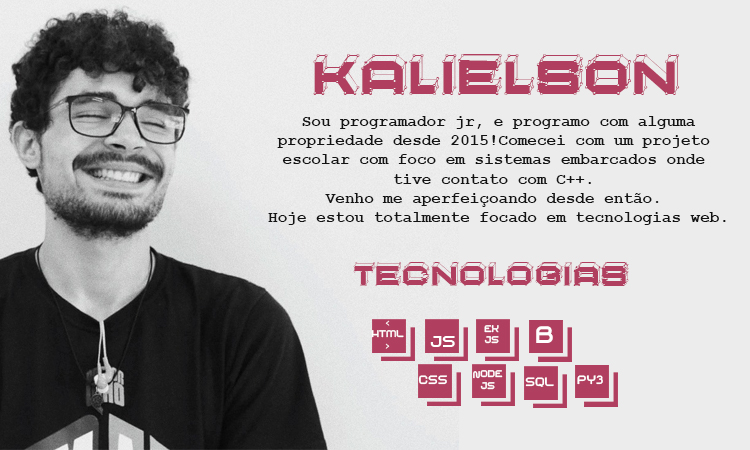 KALIELSON
Sou programador jr, e programo com alguma
propriedade desde 2015!Comecei com um projeto
escolar com foco em sistemas embarcados onde
tive contato com C++.
Venho me aperfeiçoando desde então.
Hoje estou totalmente focado em tecnologias web.
TECNOLOGIAS
<
HTML
>
JS
EX
JS
B
CSS
NODE
JS
SQL
PY3